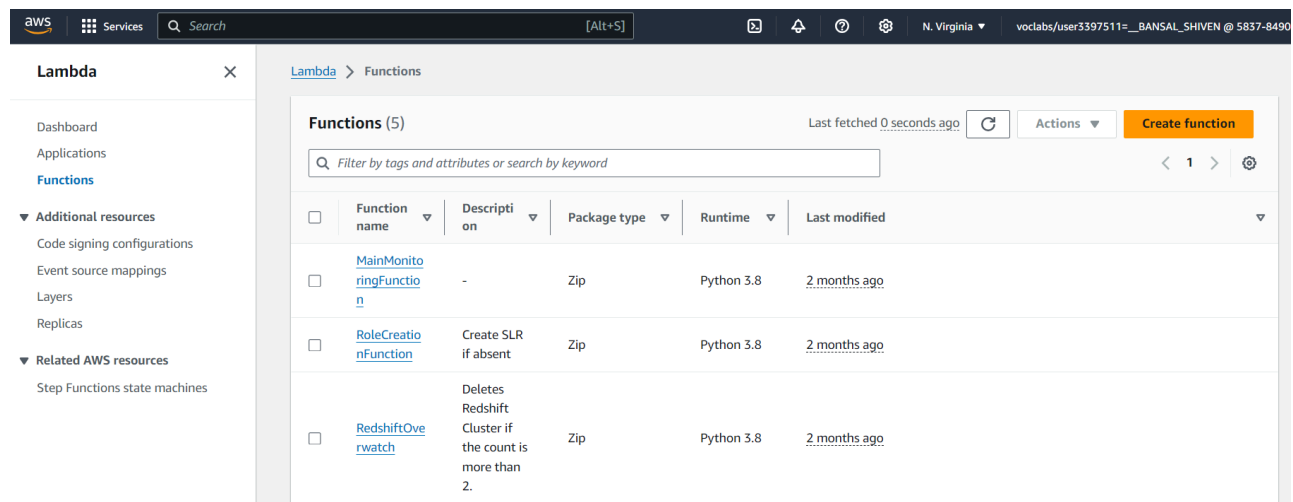 aws Services Search [Alt+S] N. Virginia ▼ voclabs/user3397511=__BANSAL_SHIVEN @ 5837-8490
Lambda
Dashboard
Applications
Functions
Additional resources
Code signing configurations
Event source mappings
Layers
Replicas
Related AWS resources
Step Functions state machines
Lambda > Functions
Functions (5) Last fetched 0 seconds ago Actions ▼ Create function
Filter by tags and attributes or search by keyword
< 1 >
Function
name
Descripti
on
Package type
Runtime
Last modified
MainMonito
ringFunctio
n
-
Zip
Python 3.8
2 months ago
RoleCreatio
nFunction
Create SLR
if absent
Zip
Python 3.8
2 months ago
RedshiftOve
rwatch
Deletes
Redshift
Cluster if
the count is
more than
2.
Zip
Python 3.8
2 months ago